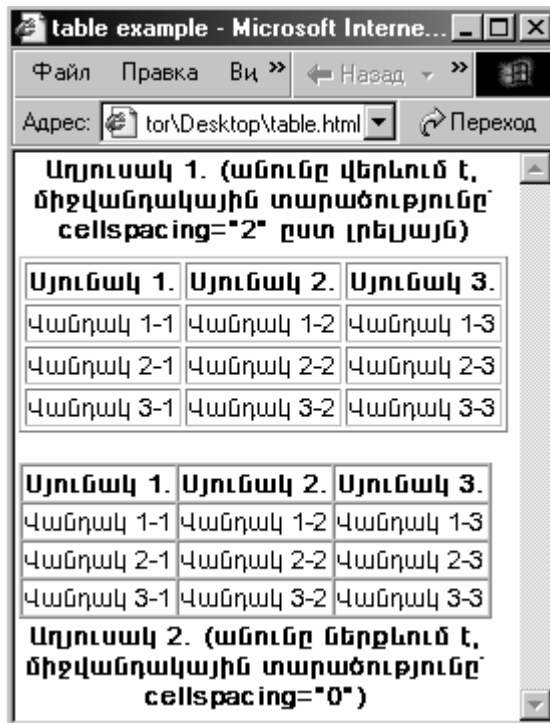 table example - Microsoft Interne...
Файл Правка Ви » Назад »
Адрес: tor\Desktop\table.html Переход
Աղյուսակ 1. (անունը վերևում է,
միջվանդակային տարածությունը՝
cellspacing="2" ըստ լռելյայն)
Սյունակ 1. Սյունակ 2. Սյունակ 3.
Վանդակ 1-1 Վանդակ 1-2 Վանդակ 1-3
Վանդակ 2-1 Վանդակ 2-2 Վանդակ 2-3
Վանդակ 3-1 Վանդակ 3-2 Վանդակ 3-3
Սյունակ 1. Սյունակ 2. Սյունակ 3.
Վանդակ 1-1 Վանդակ 1-2 Վանդակ 1-3
Վանդակ 2-1 Վանդակ 2-2 Վանդակ 2-3
Վանդակ 3-1 Վանդակ 3-2 Վանդակ 3-3
Աղյուսակ 2. (անունը ներքևում է,
միջվանդակային տարածությունը՝
cellspacing="0")